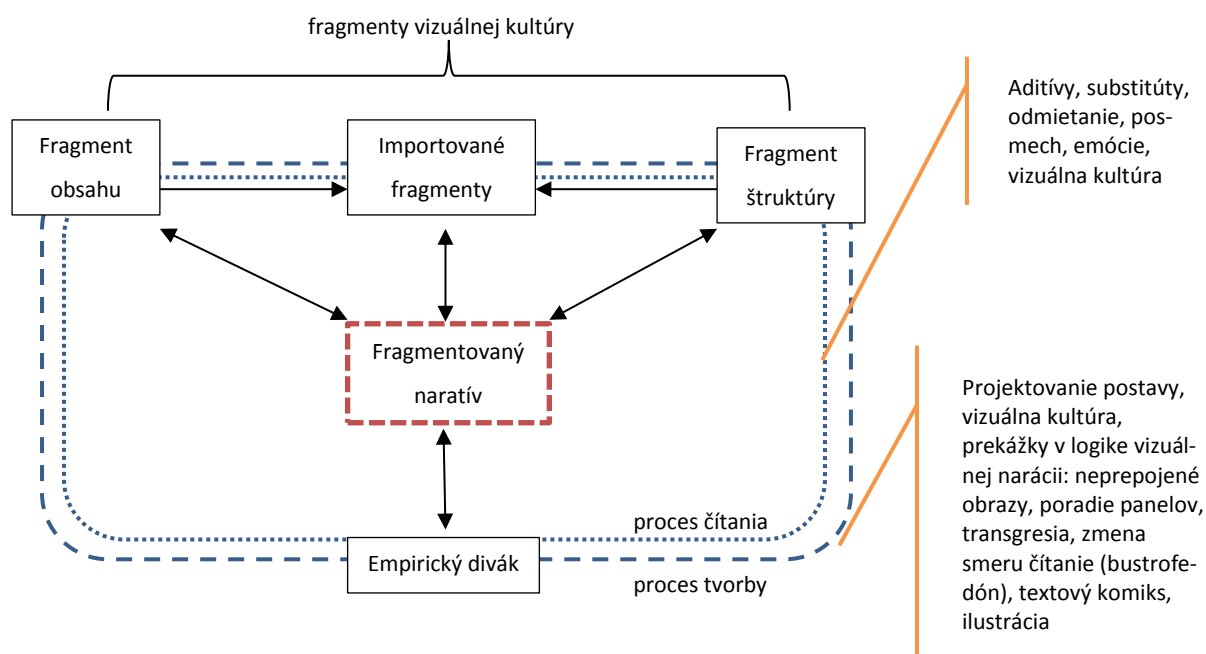 fragmenty vizuálnej kultúry
Fragment
obsahu
Importované
fragmenty
Fragment
štruktúry
Fragmentovaný
naratív
Empirický divák
proces čítania
proces tvorby
Aditívy, substitúty,
odmietanie, pos-
mech, emócie,
vizuálna kultúra
Projektovanie postavy,
vizuálna kultúra,
prekážky v logike vizuál-
nej narácii: neprepojené
obrazy, poradie panelov,
transgresia, zmena
smeru čítanie (bustrofe-
dón), textový komiks,
ilustrácia